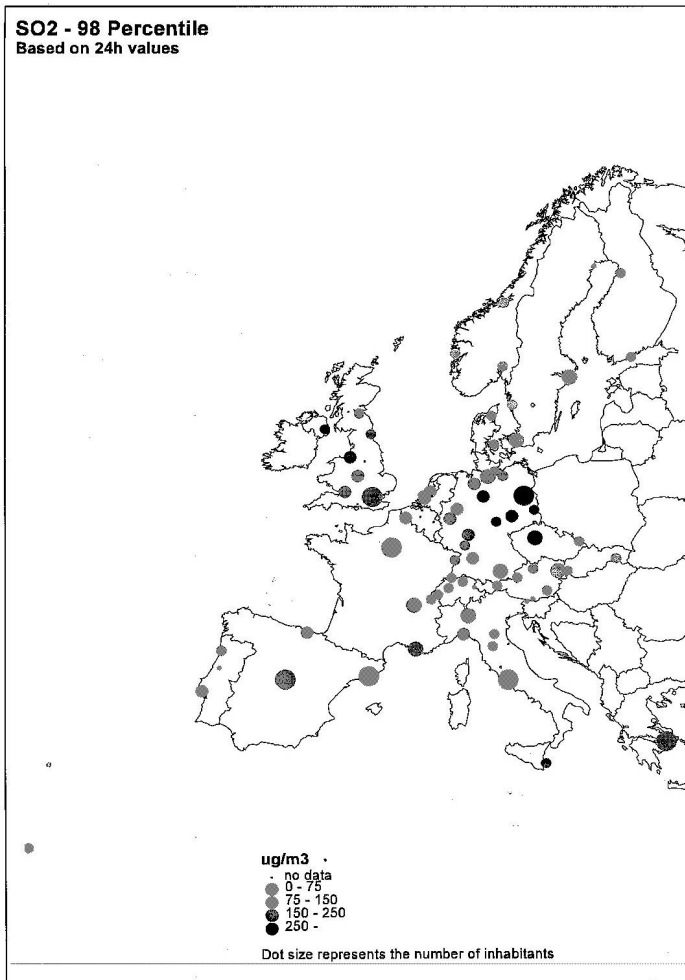 SO2 - 98 Percentile
Based on 24h values
ug/m3
no data
0 - 75
75 - 150
150 - 250
250 -
Dot size represents the number of inhabitants